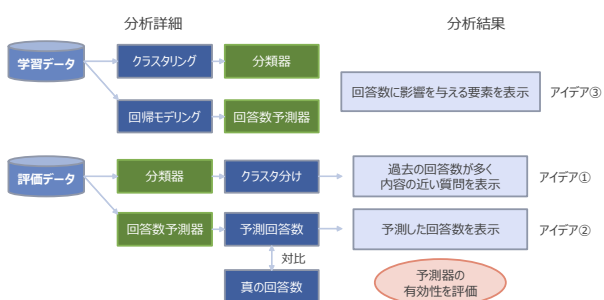 分析詳細
分析結果
学習データ
クラスタリング
分類器
回答数に影響を与える要素を表示
アイデア③
回帰モデリング
回答数予測器
評価データ
分類器
クラスタ分け
過去の回答数が多く
内容の近い質問を表示
アイデア①
回答数予測器
予測回答数
予測した回答数を表示
アイデア②
対比
真の回答数
予測器の
有効性を評価